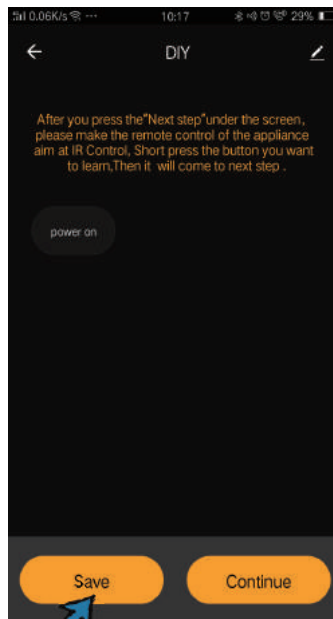 0.06K/s ... 10:17 29%
DIY
After you press the"Next step"under the screen,
please make the remote control of the appliance
aim at IR Control, Short press the button you want
to learn,Then it will come to next step .
power on
Save Continue